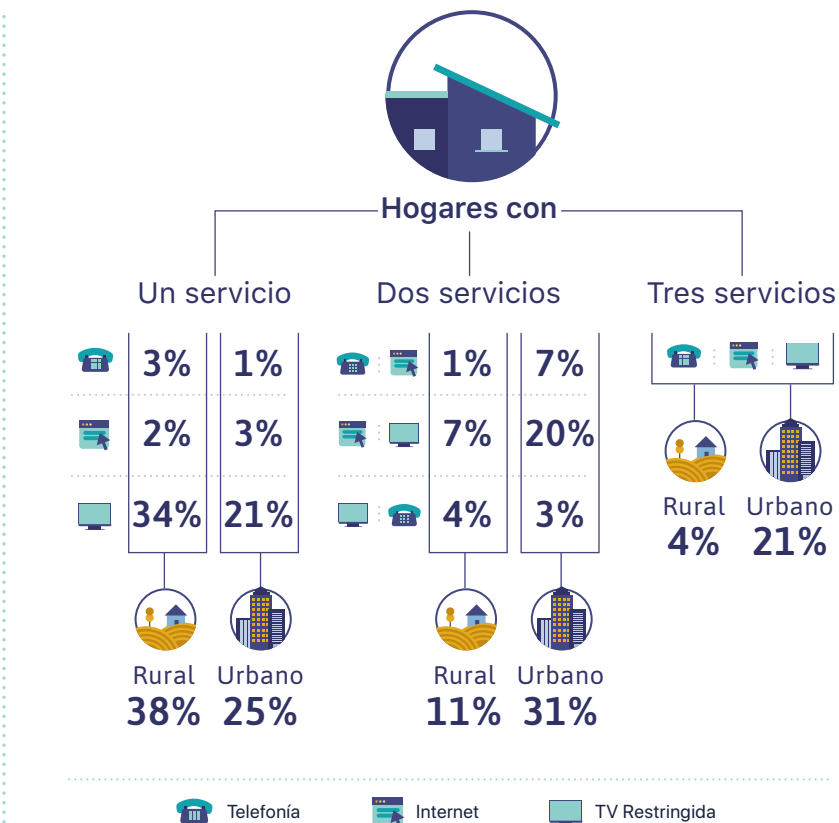 Hogares con
Un servicio Dos servicios Tres servicios
3% 1% 1% 7%
2% 3% 7% 20%
34% 21% 4% 3%
Rural Urbano
4% 21%
Rural Urbano Rural Urbano
38% 25% 11% 31%
Telefonía Internet TV Restringida